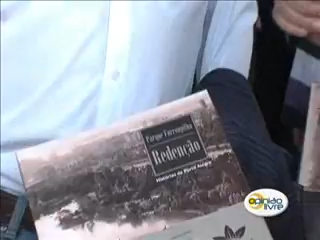 Parque Farroupilha
Redenção
Histórias de Porto Alegre
opinião
livre